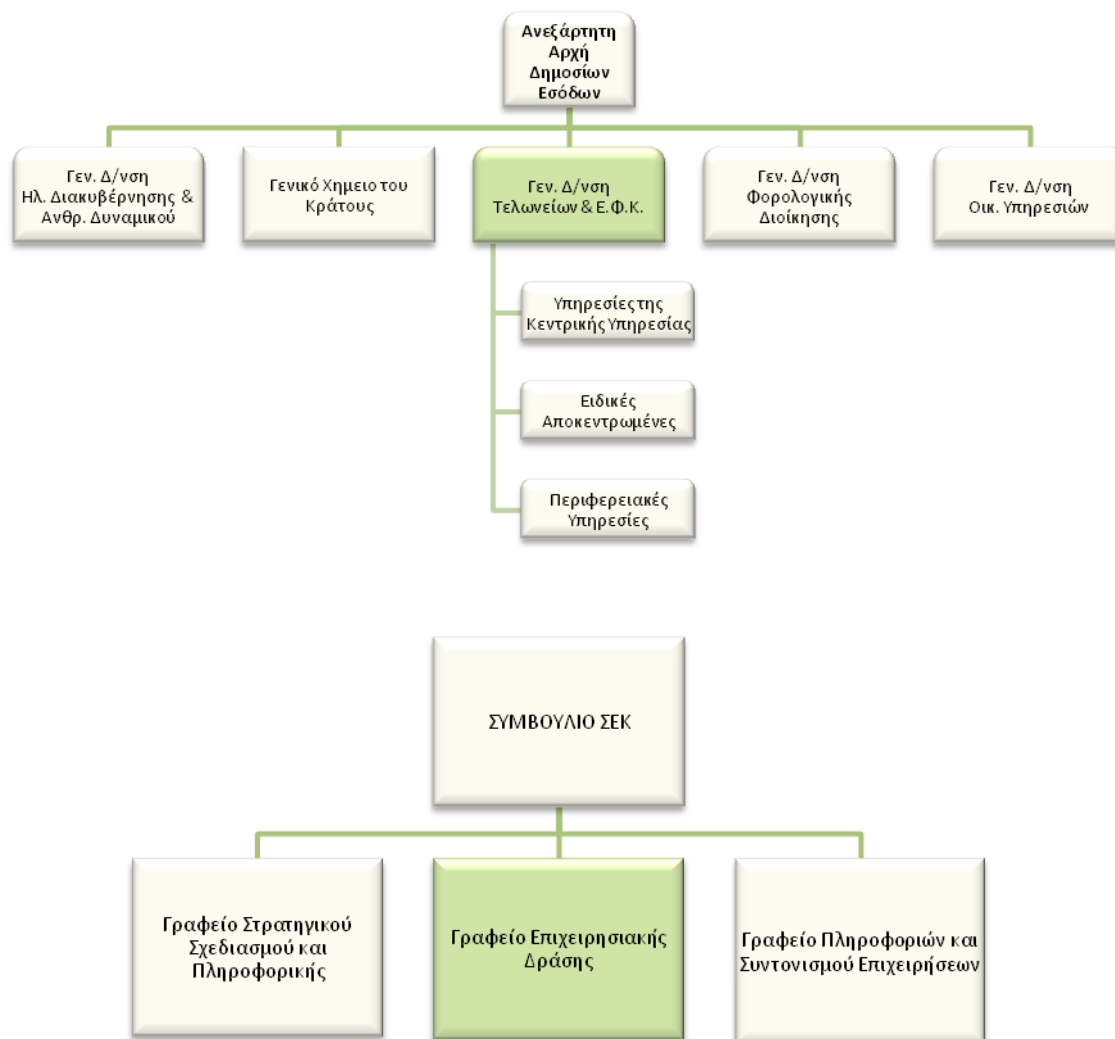 Ανεξάρτητη
Αρχή
Δημοσίων
Εσόδων
Γεν. Δ/νση
Ηλ. Διακυβέρνησης &
Ανθρ. Δυναμικού
Γενικό Χημειο του
Κράτους
Γεν. Δ/νση
Τελωνείων & Ε.Φ.Κ.
Γεν. Δ/νση
Φορολογικής
Διοίκησης
Γεν. Δ/νση
Οικ. Υπηρεσιών
Υπηρεσίες της
Κεντρικής Υπηρεσίας
Ειδικές
Αποκεντρωμένες
Περιφερειακές
Υπηρεσίες
ΣΥΜΒΟΥΛΙΟ ΣΕΚ
Γραφείο Στρατηγικού
Σχεδιασμού και
Πληροφορικής
Γραφείο Επιχειρησιακής
Δράσης
Γραφείο Πληροφοριών και
Συντονισμού Επιχειρήσεων